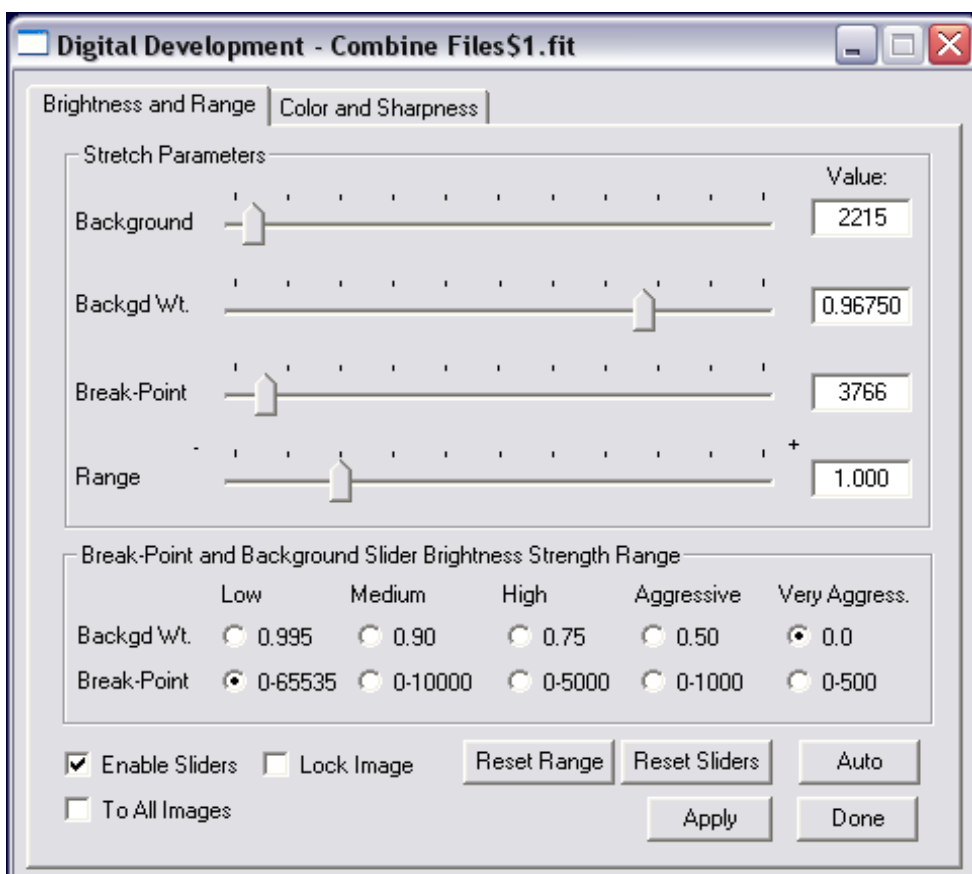 Digital Development - Combine Files$1.fit
Brightness and Range Color and Sharpness
Stretch Parameters
Value:
Background 2215
Backgd Wt. 0.96750
Break-Point 3766
- +
Range 1.000
Break-Point and Background Slider Brightness Strength Range
Low Medium High Aggressive Very Aggress.
Backgd Wt. 0.995 0.90 0.75 0.50 0.0
Break-Point 0-65535 0-10000 0-5000 0-1000 0-500
Enable Sliders Lock Image Reset Range Reset Sliders Auto
To All Images Apply Done